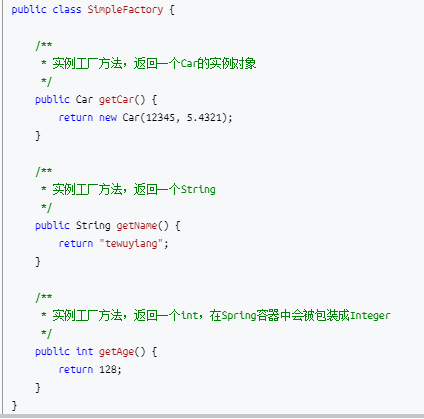 public class SimpleFactory {
/**
* 实例工厂方法，返回一个Car的实例对象
*/
public Car getCar() {
return new Car(12345, 5.4321);
}
/**
* 实例工厂方法，返回一个String
*/
public String getName() {
return "tewuyiang";
}
/**
* 实例工厂方法，返回一个int，在Spring容器中会被包装成Integer
*/
public int getAge() {
return 128;
}
}